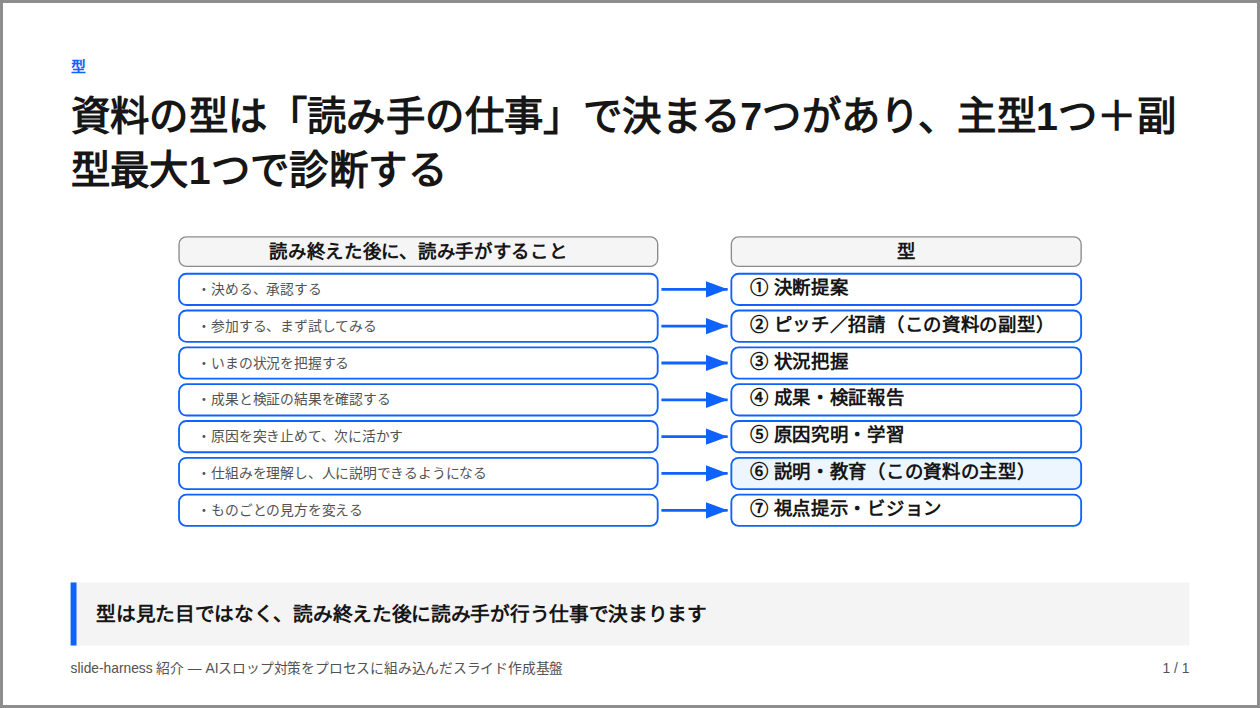 型
資料の型は「読み手の仕事」で決まる7つがあり、主型1つ＋副
型最大1つで診断する
読み終えた後に、読み手がすること
型
・決める、承認する
① 決断提案
・参加する、まず試してみる
② ピッチ／招請（この資料の副型）
・いまの状況を把握する
③ 状況把握
・成果と検証の結果を確認する
④ 成果・検証報告
・原因を突き止めて、次に活かす
⑤ 原因究明・学習
・仕組みを理解し、人に説明できるようになる
⑥ 説明・教育（この資料の主型）
・ものごとの見方を変える
⑦ 視点提示・ビジョン
型は見た目ではなく、読み終えた後に読み手が行う仕事で決まります
slide-harness 紹介 — AIスロップ対策をプロセスに組み込んだスライド作成基盤
1 / 1